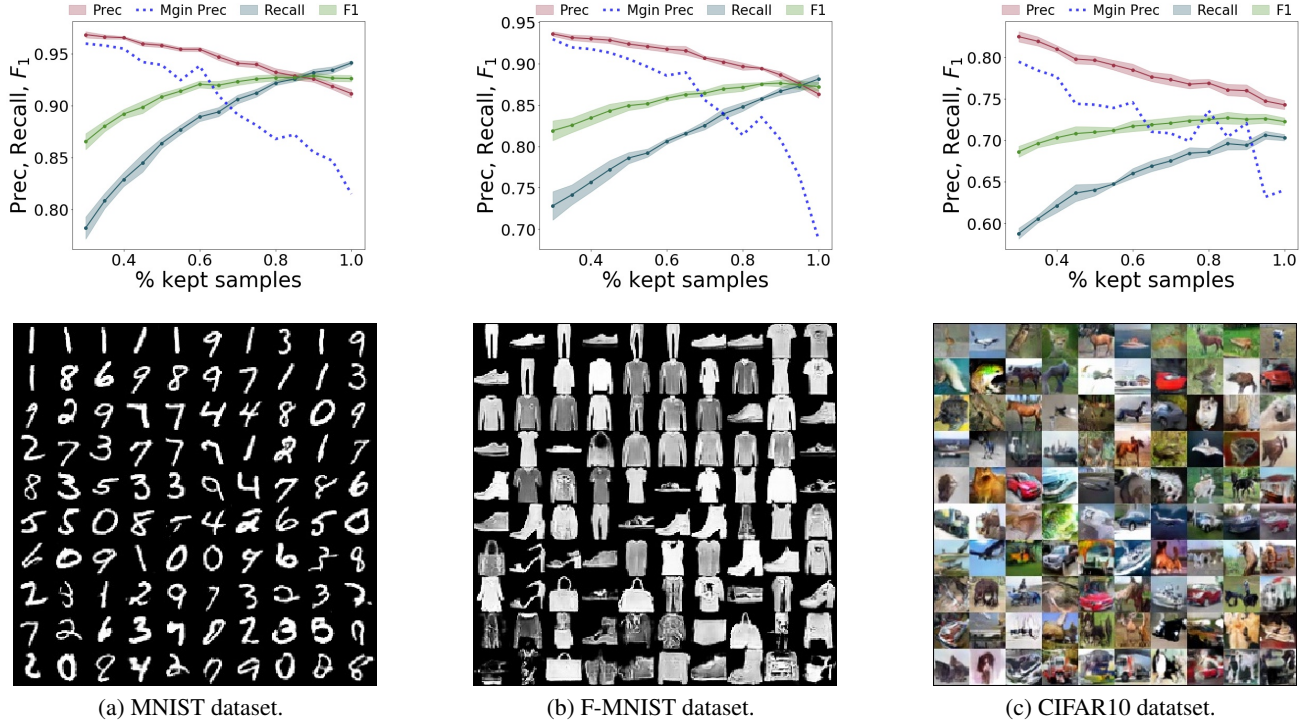 Prec Mgin Prec Recall F1
Prec, Recall, F1
0.95
0.90
0.85
0.80
0.4 0.6 0.8 1.0
% kept samples
Prec Mgin Prec Recall F1
Prec, Recall, F1
0.95
0.90
0.85
0.80
0.75
0.70
0.4 0.6 0.8 1.0
% kept samples
Prec Mgin Prec Recall F1
Prec, Recall, F1
0.80
0.75
0.70
0.65
0.60
0.4 0.6 0.8 1.0
% kept samples
(a) MNIST dataset.
(b) F-MNIST dataset.
(c) CIFAR10 datatset.